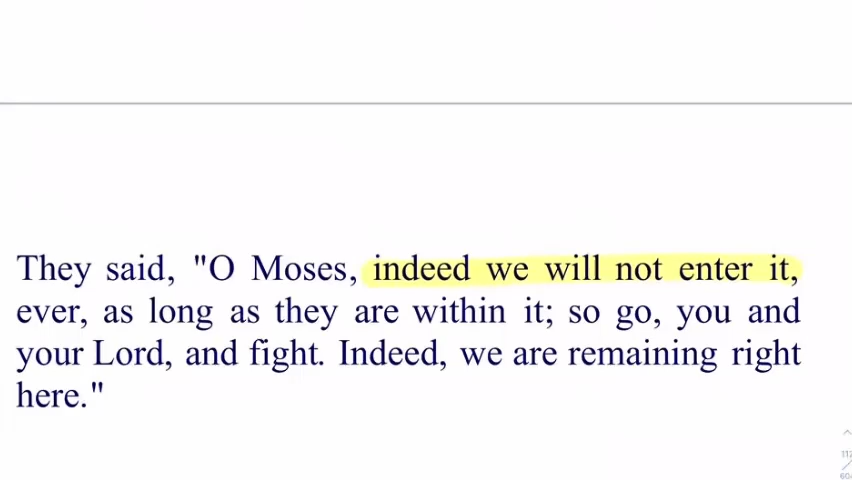 They said, "O Moses, indeed we will not enter it,
ever, as long as they are within it; so go, you and
your Lord, and fight. Indeed, we are remaining right
here."